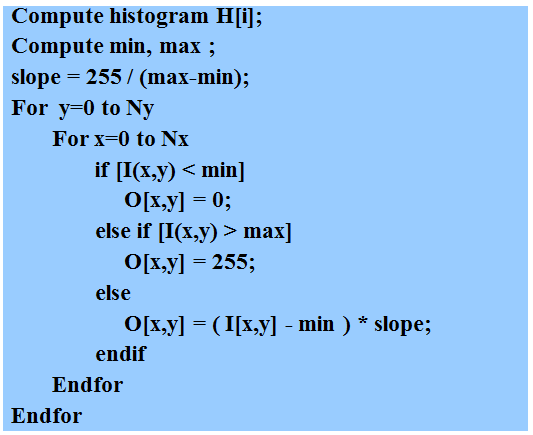 Compute histogram H[i];
Compute min, max ;
slope = 255 / (max-min);
For y=0 to Ny
For x=0 to Nx
if [I(x,y) < min]
O[x,y] = 0;
else if [I(x,y) > max]
O[x,y] = 255;
else
O[x,y] = ( I[x,y] - min ) * slope;
endif
Endfor
Endfor